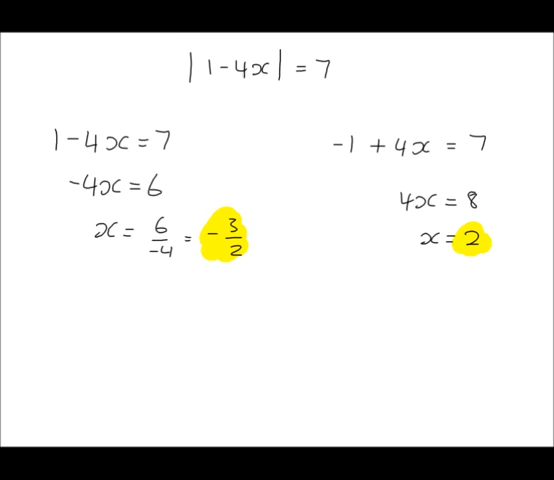 |1-4x| = 7
1-4x = 7
-4x = 6
x = 6/-4 = -3/2
-1 + 4x = 7
4x = 8
x = 2